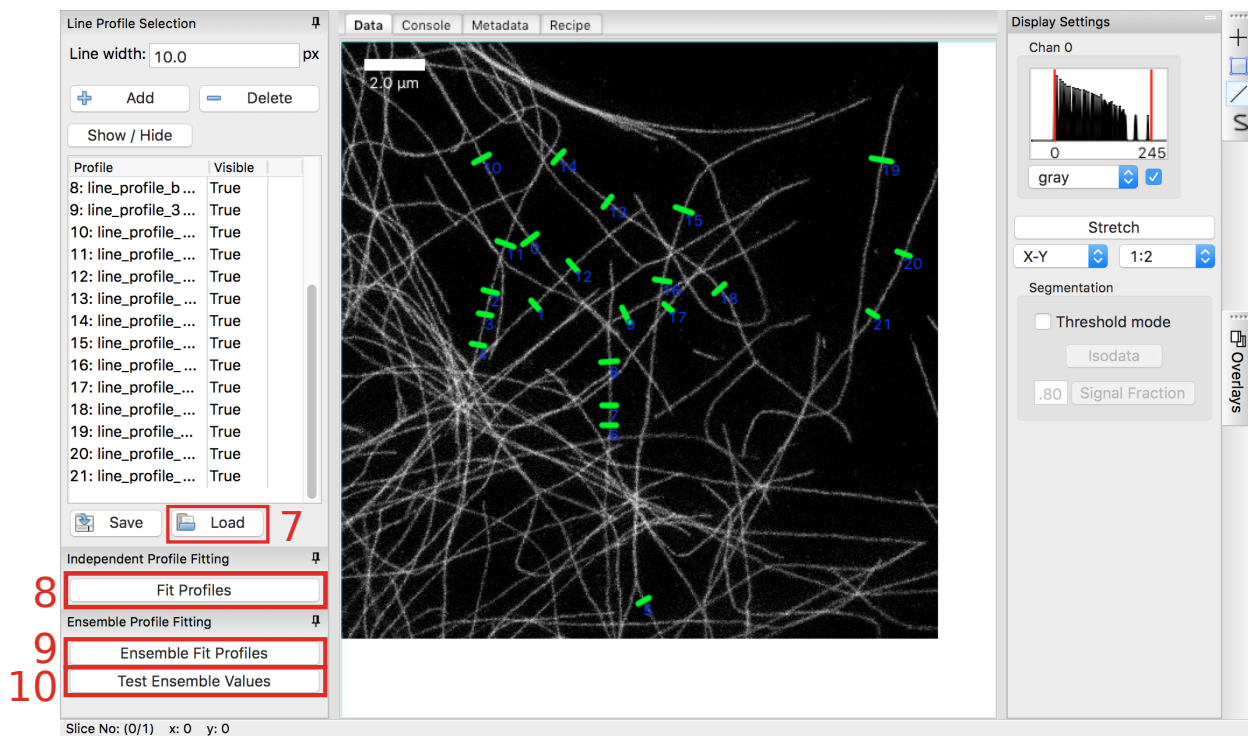 Line Profile Selection
Line width: 10.0 px
Add Delete
Show / Hide
Profile Visible
8: line_profile_b... True
9: line_profile_3... True
10: line_profile_... True
11: line_profile_... True
12: line_profile_... True
13: line_profile_... True
14: line_profile_... True
15: line_profile_... True
16: line_profile_... True
17: line_profile_... True
18: line_profile_... True
19: line_profile_... True
20: line_profile_... True
21: line_profile_... True
Save Load 7
Independent Profile Fitting
8 Fit Profiles
Ensemble Profile Fitting
9 Ensemble Fit Profiles
10 Test Ensemble Values
Slice No: (0/1) x: 0 y: 0
Data Console Metadata Recipe
2.0 µm
10 14 19
13 15
11 0 20
12
2 16 18
1 17
3 9 21
4
8
7
6
5
Display Settings
Chan 0
0 245
gray
Stretch
X-Y 1:2
Segmentation
Threshold mode
Isodata
.80 Signal Fraction
Overlays